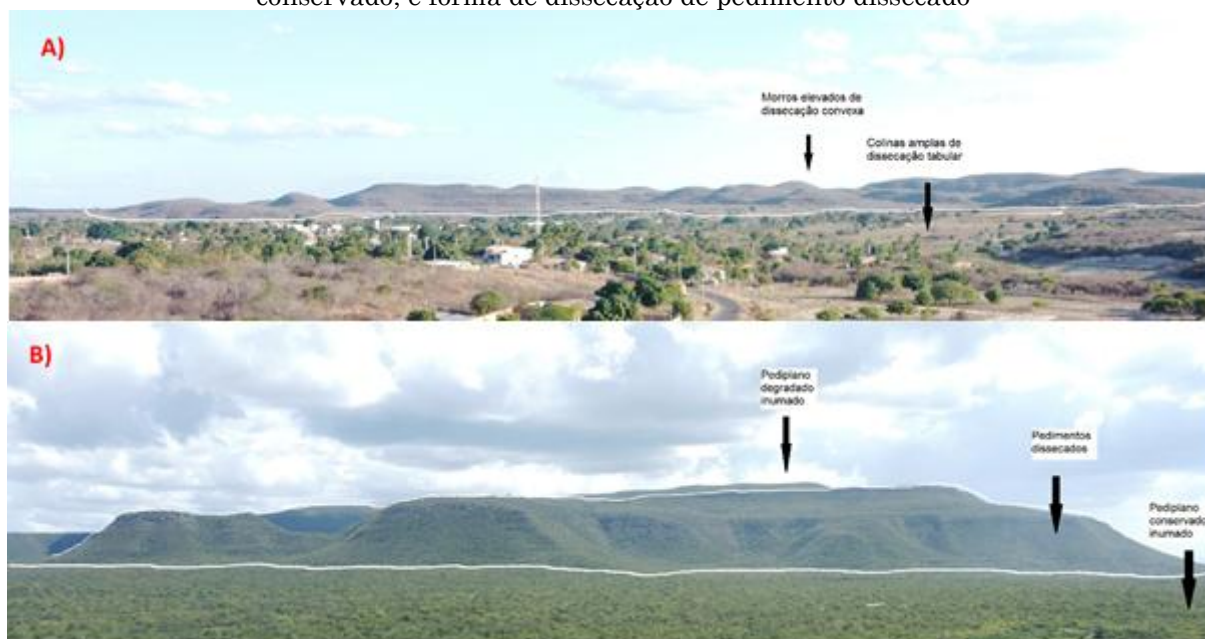 conservado, e forma de dissecação de pedimento dissecado
A)
Morros elevados de
dissecação convexa
Colinas amplas de
dissecação tabular
B)
Pediplano
degradado
inumado
Pedimentos
dissecados
Pediplano
conservado
inumado